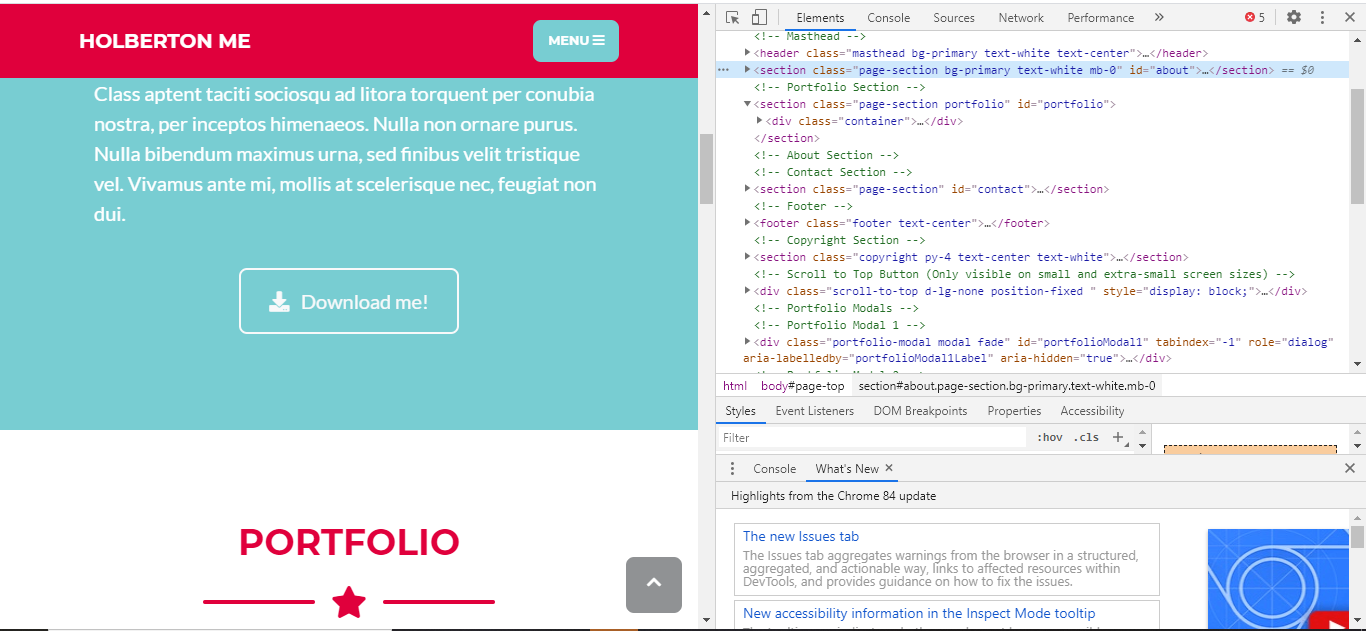 HOLBERTON ME
MENU
Class aptent taciti sociosqu ad litora torquent per conubia
nostra, per inceptos himenaeos. Nulla non ornare purus.
Nulla bibendum maximus urna, sed finibus velit tristique
vel. Vivamus ante mi, mollis at scelerisque nec, feugiat non
dui.
Download me!
PORTFOLIO
Elements Console Sources Network Performance » 5
<!-- Masthead -->
<header class="masthead bg-primary text-white text-center">…</header>
<section class="page-section bg-primary text-white mb-0" id="about">…</section> == $0
<!-- Portfolio Section -->
<section class="page-section portfolio" id="portfolio">
<div class="container">…</div>
</section>
<!-- About Section -->
<!-- Contact Section -->
<section class="page-section" id="contact">…</section>
<!-- Footer -->
<footer class="footer text-center">…</footer>
<!-- Copyright Section -->
<section class="copyright py-4 text-center text-white">…</section>
<!-- Scroll to Top Button (Only visible on small and extra-small screen sizes) -->
<div class="scroll-to-top d-lg-none position-fixed " style="display: block;">…</div>
<!-- Portfolio Modals -->
<!-- Portfolio Modal 1 -->
<div class="portfolio-modal modal fade" id="portfolioModal1" tabindex="-1" role="dialog"
aria-labelledby="portfolioModal1Label" aria-hidden="true">…</div>
html body#page-top section#about.page-section.bg-primary.text-white.mb-0
Styles Event Listeners DOM Breakpoints Properties Accessibility
Filter :hov .cls +
Console What's New ×
Highlights from the Chrome 84 update
The new Issues tab
The Issues tab aggregates warnings from the browser in a structured,
aggregated, and actionable way, links to affected resources within
DevTools, and provides guidance on how to fix the issues.
New accessibility information in the Inspect Mode tooltip